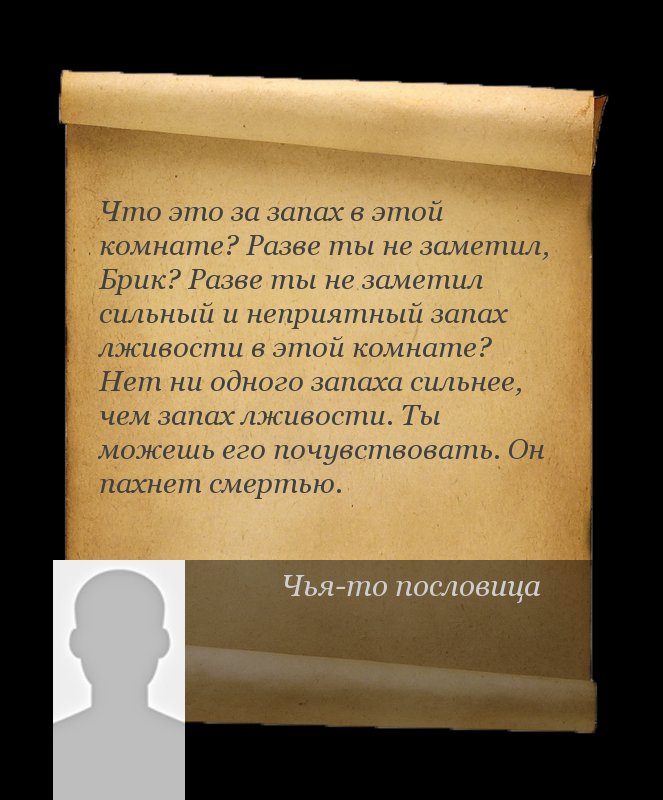 Что это за запах в этой
комнате? Разве ты не заметил,
Брик? Разве ты не заметил
сильный и неприятный запах
лживости в этой комнате?
Нет ни одного запаха сильнее,
чем запах лживости. Ты
можешь его почувствовать. Он
пахнет смертью.
Чья-то пословица